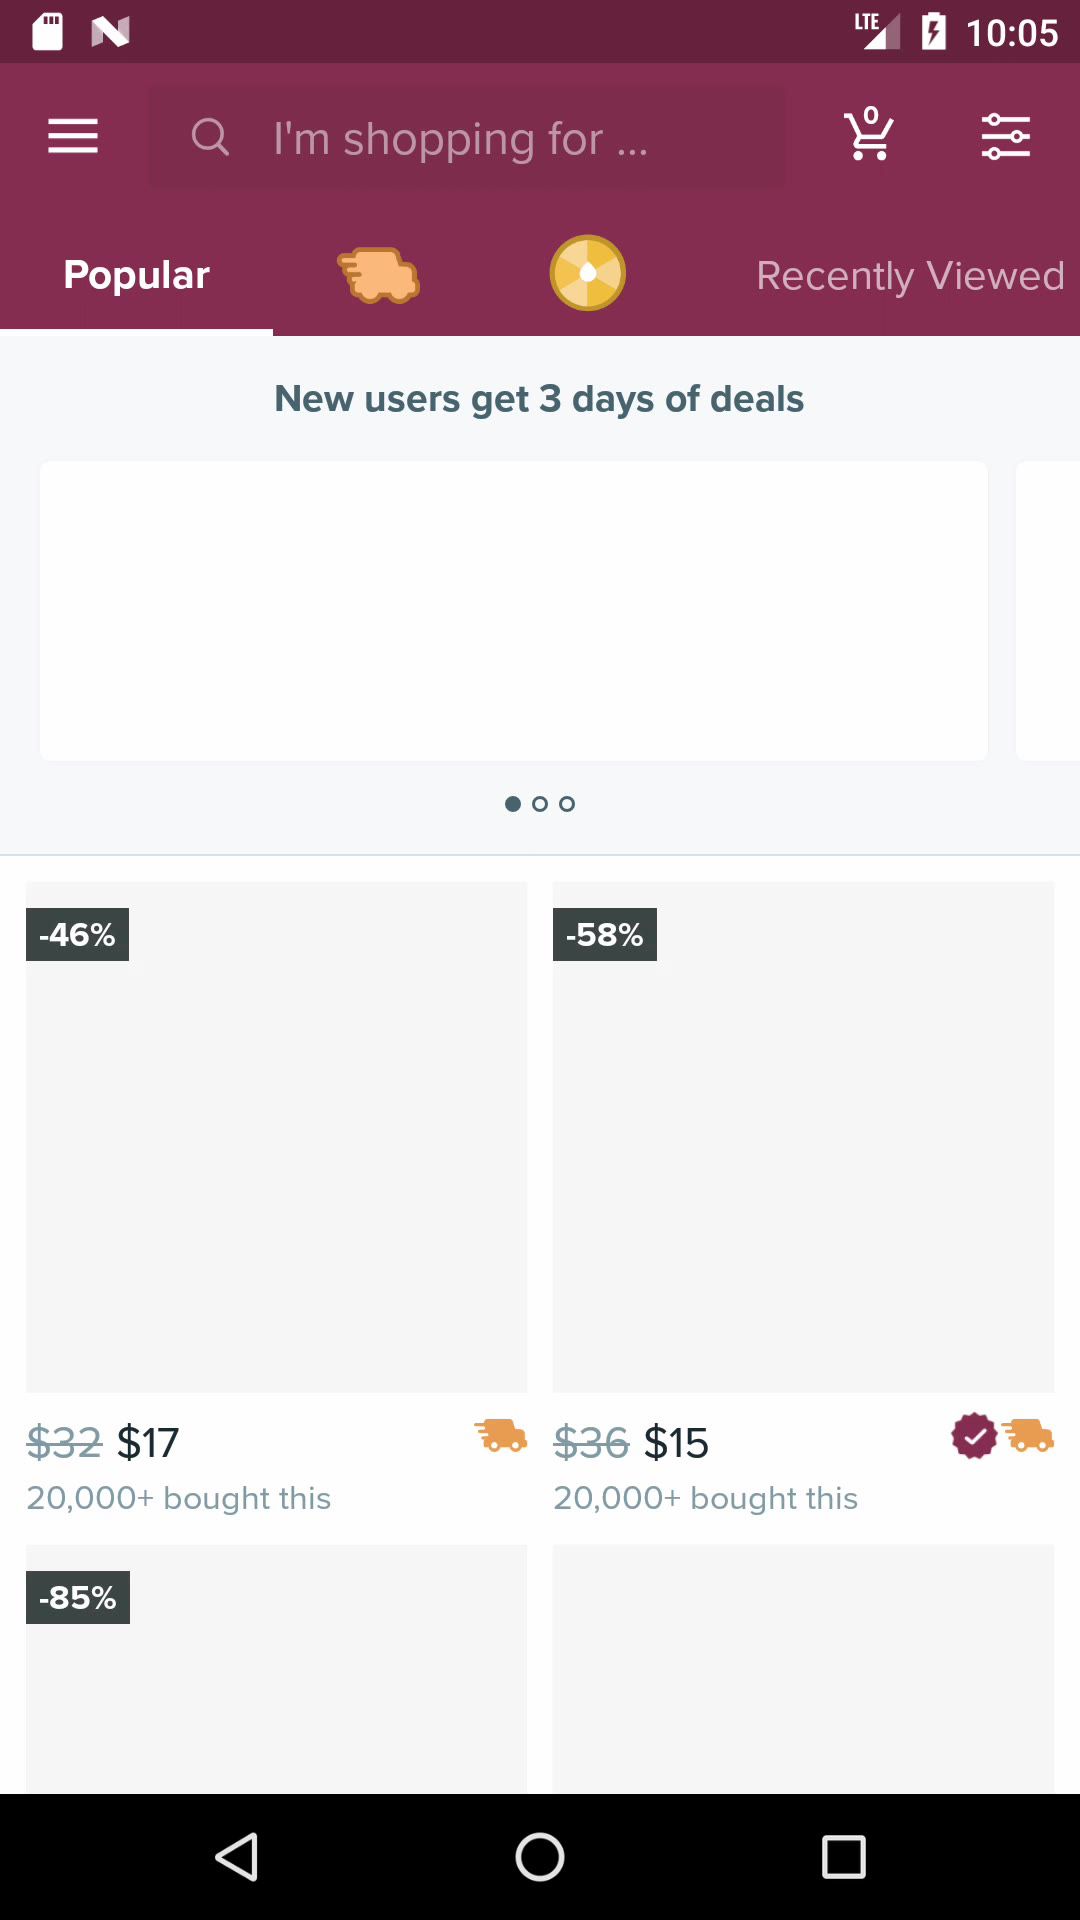 LTE 10:05
I'm shopping for ...
0
Popular
Recently Viewed
New users get 3 days of deals
-46%
-58%
$32 $17
$36 $15
20,000+ bought this
20,000+ bought this
-85%